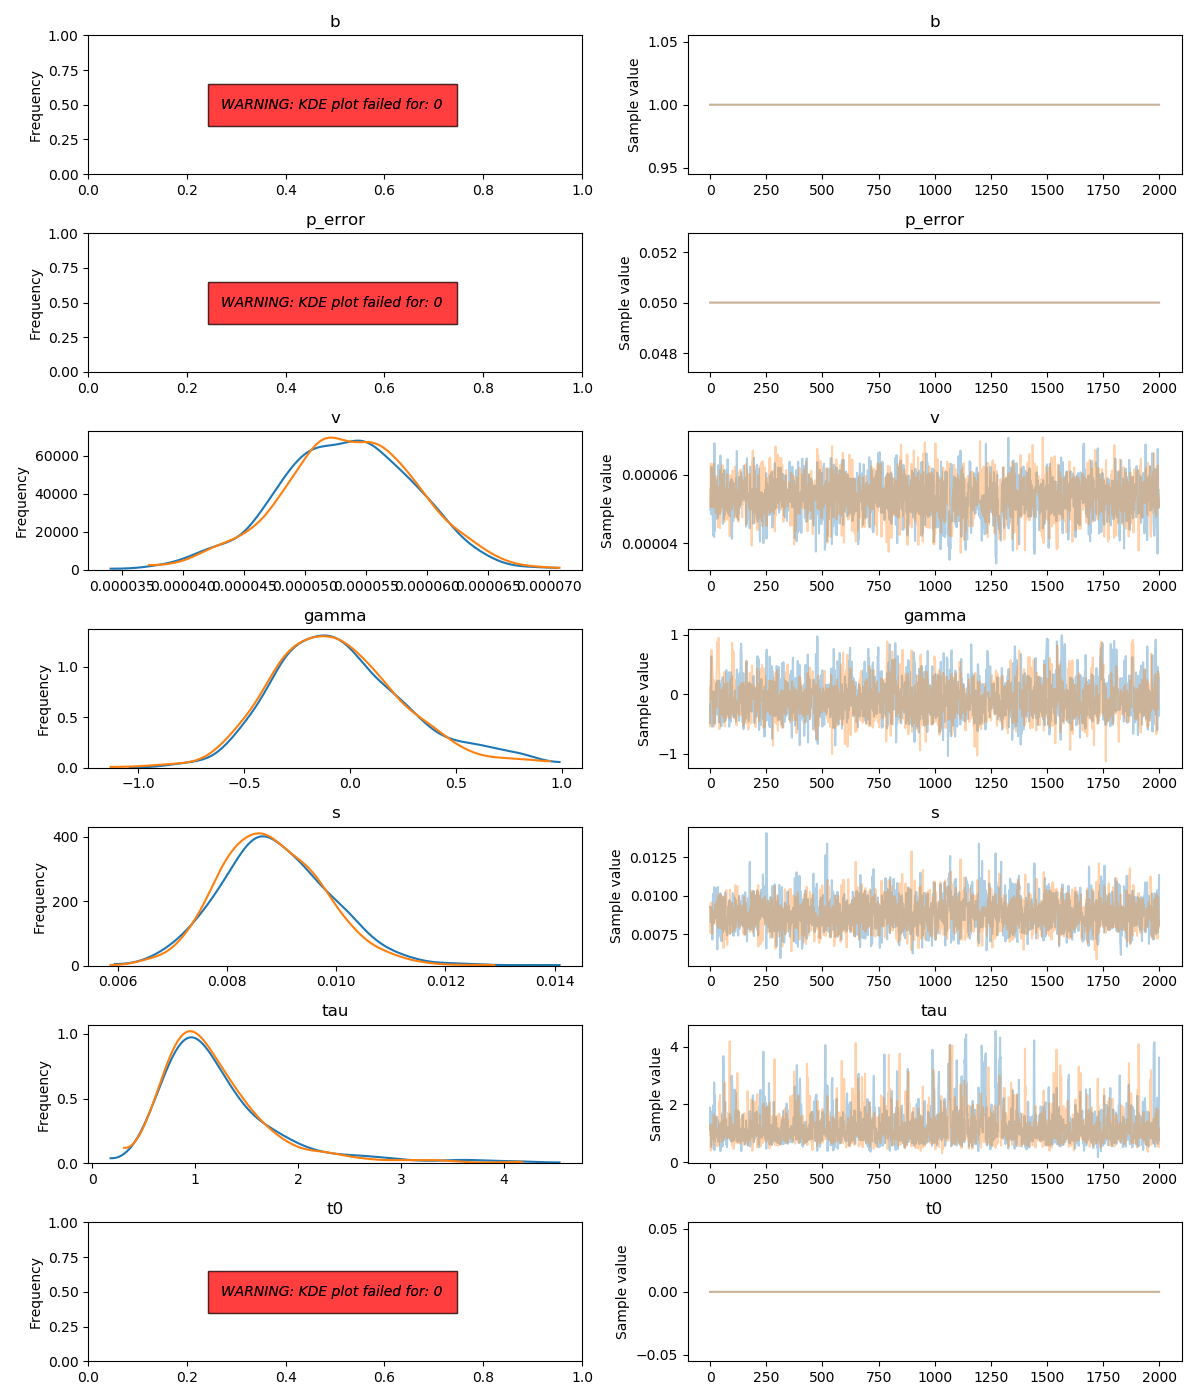 b
b
1.00
0.75
0.50
0.25
0.00
Frequency
WARNING: KDE plot failed for: 0
0.0 0.2 0.4 0.6 0.8 1.0
1.05
1.00
0.95
Sample value
0 250 500 750 1000 1250 1500 1750 2000
p_error
p_error
1.00
0.75
0.50
0.25
0.00
Frequency
WARNING: KDE plot failed for: 0
0.0 0.2 0.4 0.6 0.8 1.0
0.052
0.050
0.048
Sample value
0 250 500 750 1000 1250 1500 1750 2000
v
v
60000
40000
20000
0
Frequency
0.000035 0.000040 0.000045 0.000050 0.000055 0.000060 0.000065 0.000070
0.00006
0.00004
Sample value
0 250 500 750 1000 1250 1500 1750 2000
gamma
gamma
1.0
0.5
0.0
Frequency
−1.0 −0.5 0.0 0.5 1.0
1
0
−1
Sample value
0 250 500 750 1000 1250 1500 1750 2000
s
s
400
200
0
Frequency
0.006 0.008 0.010 0.012 0.014
0.0125
0.0100
0.0075
Sample value
0 250 500 750 1000 1250 1500 1750 2000
tau
tau
1.0
0.5
0.0
Frequency
0 1 2 3 4
4
2
0
Sample value
0 250 500 750 1000 1250 1500 1750 2000
t0
t0
1.00
0.75
0.50
0.25
0.00
Frequency
WARNING: KDE plot failed for: 0
0.0 0.2 0.4 0.6 0.8 1.0
0.05
0.00
−0.05
Sample value
0 250 500 750 1000 1250 1500 1750 2000